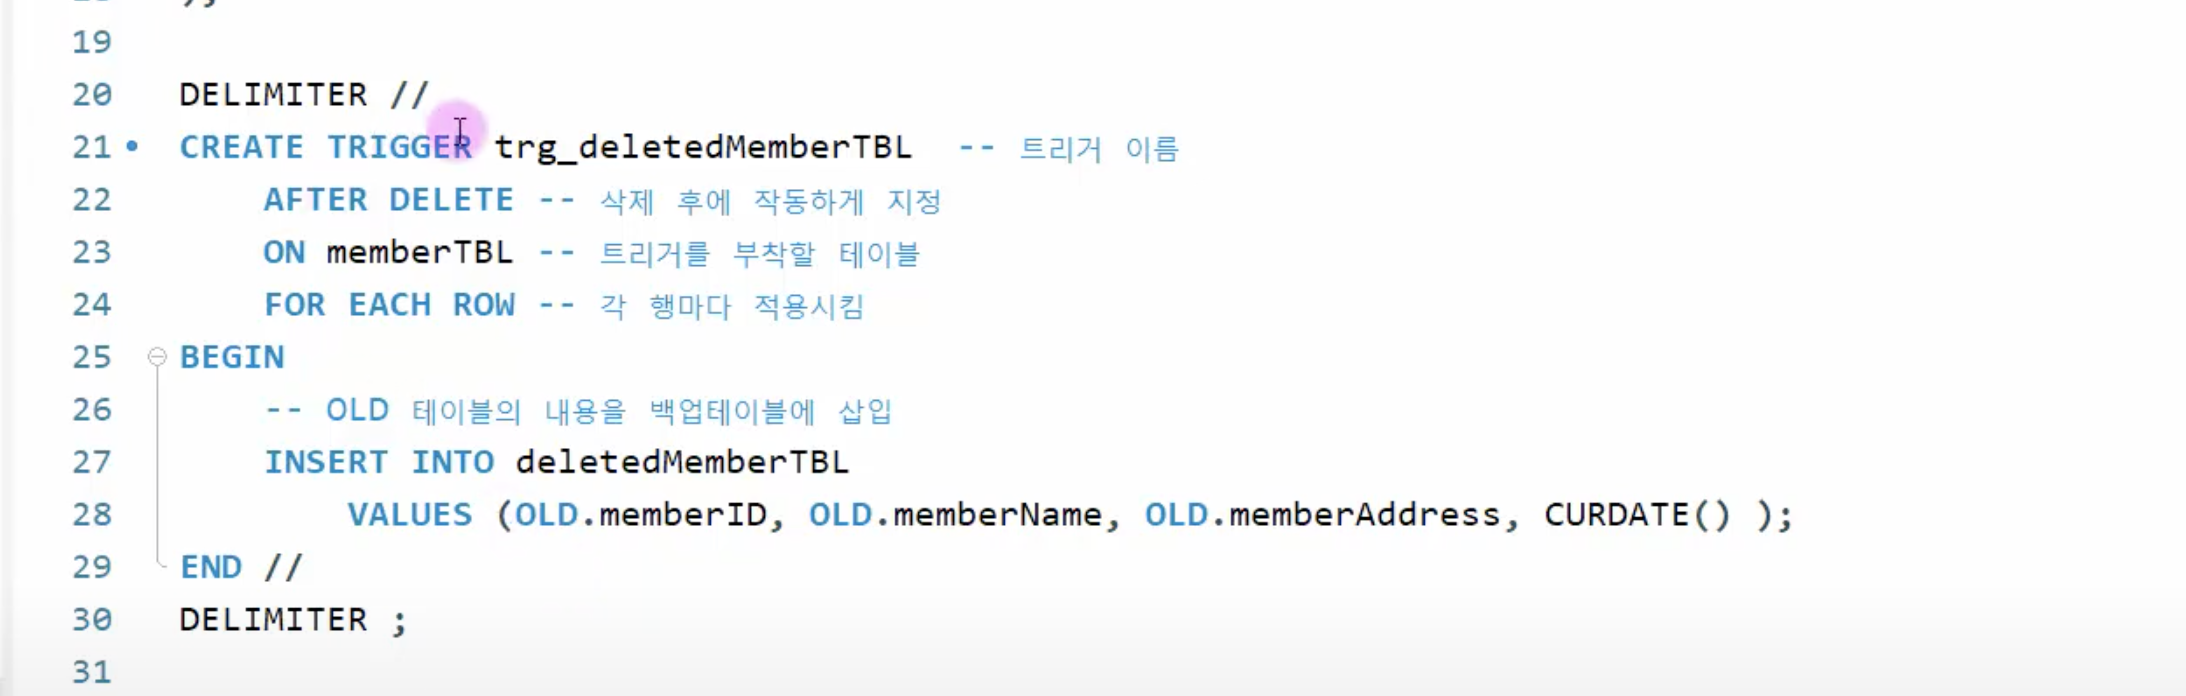 19
20 DELIMITER //
21 CREATE TRIGGER trg_deletedMemberTBL -- 트리거 이름
22 AFTER DELETE -- 삭제 후에 작동하게 지정
23 ON memberTBL -- 트리거를 부착할 테이블
24 FOR EACH ROW -- 각 행마다 적용시킴
25 BEGIN
26 -- OLD 테이블의 내용을 백업테이블에 삽입
27 INSERT INTO deletedMemberTBL
28 VALUES (OLD.memberID, OLD.memberName, OLD.memberAddress, CURDATE() );
29 END //
30 DELIMITER ;
31